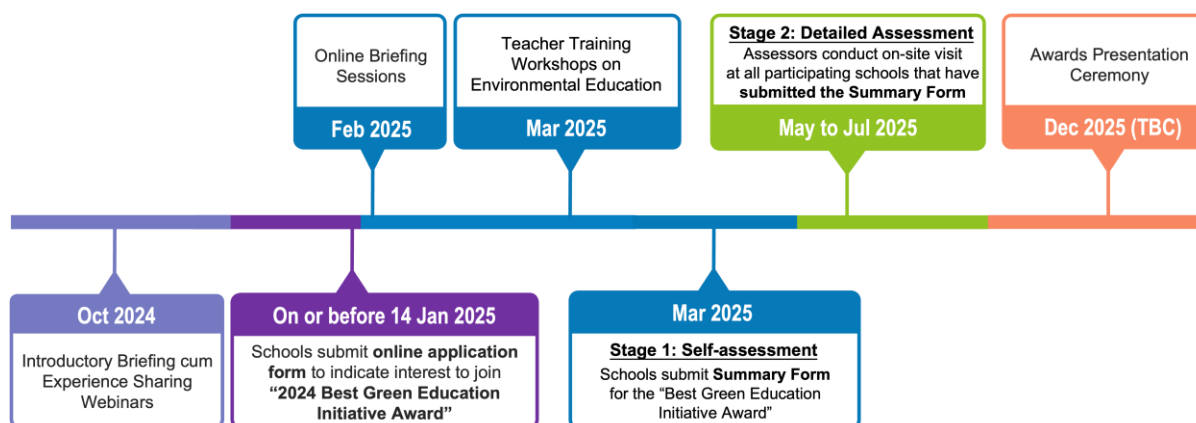 Online Briefing
Sessions
Feb 2025
Teacher Training
Workshops on
Environmental Education
Mar 2025
Stage 2: Detailed Assessment
Assessors conduct on-site visit
at all participating schools that have
submitted the Summary Form
May to Jul 2025
Awards Presentation
Ceremony
Dec 2025 (TBC)
Oct 2024
Introductory Briefing cum
Experience Sharing
Webinars
On or before 14 Jan 2025
Schools submit online application
form to indicate interest to join
“2024 Best Green Education
Initiative Award”
Mar 2025
Stage 1: Self-assessment
Schools submit Summary Form
for the “Best Green Education
Initiative Award”